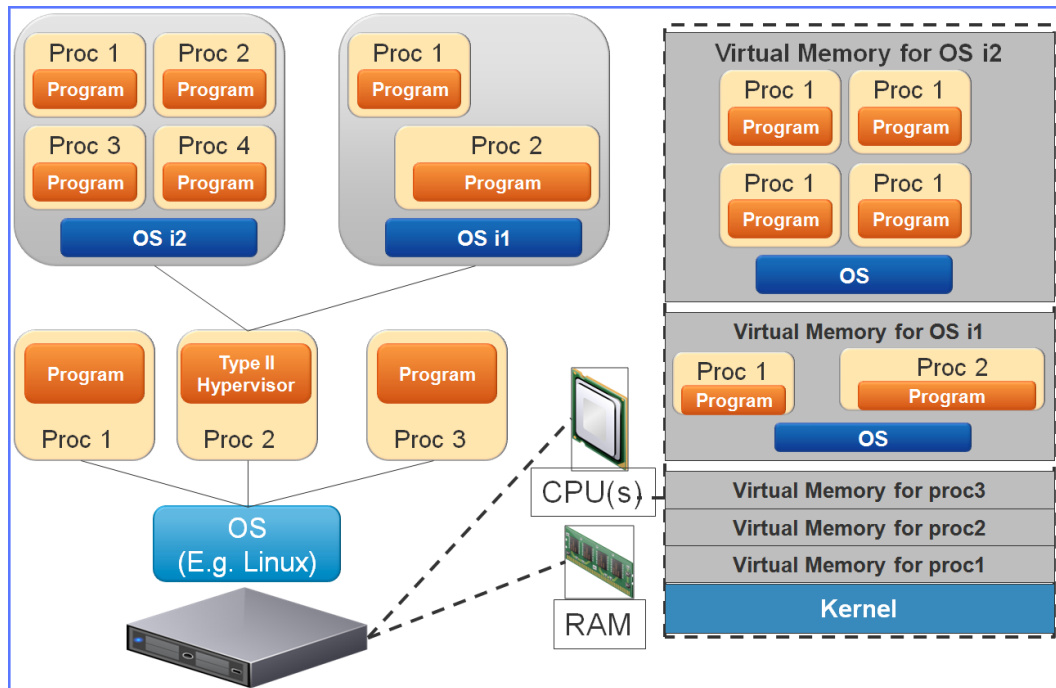 Proc 1
Program
Proc 2
Program
Proc 3
Program
Proc 4
Program
OS i2
Proc 1
Program
Proc 2
Program
OS i1
Program
Proc 1
Type II
Hypervisor
Proc 2
Program
Proc 3
OS
(E.g. Linux)
CPU(s)
RAM
Virtual Memory for OS i2
Proc 1
Program
Proc 1
Program
Proc 1
Program
Proc 1
Program
OS
Virtual Memory for OS i1
Proc 1
Program
Proc 2
Program
OS
Virtual Memory for proc3
Virtual Memory for proc2
Virtual Memory for proc1
Kernel